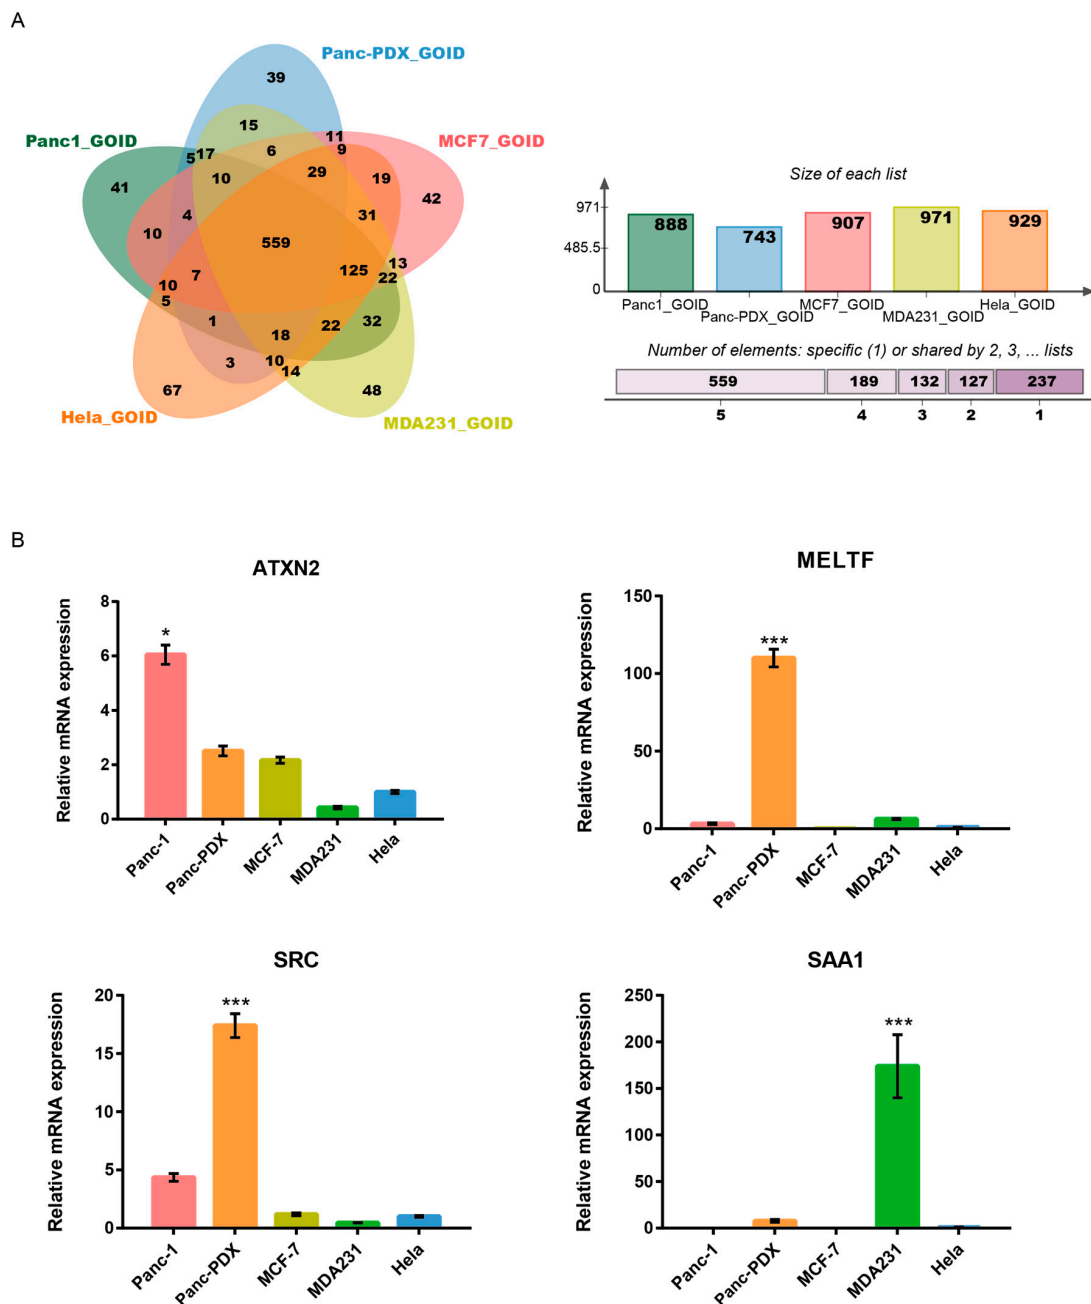 A
Panc-PDX_GOID
Panc1_GOID
MCF7_GOID
Hela_GOID
MDA231_GOID
39
15
11
9
5
17
6
41
10
29
19
42
4
31
10
559
13
7
125
22
10
5
1
22
32
18
3
10
14
67
48
Size of each list
971
485.5
0
888
743
907
971
929
Panc1_GOID
Panc-PDX_GOID
MCF7_GOID
MDA231_GOID
Hela_GOID
Number of elements: specific (1) or shared by 2, 3, ... lists
559 189 132 127 237
5 4 3 2 1
B
ATXN2
Relative mRNA expression
8
6
4
2
0
*
Panc-1
Panc-PDX
MCF-7
MDA231
Hela
MELTF
Relative mRNA expression
150
100
50
0
***
Panc-1
Panc-PDX
MCF-7
MDA231
Hela
SRC
Relative mRNA expression
20
15
10
5
0
***
Panc-1
Panc-PDX
MCF-7
MDA231
Hela
SAA1
Relative mRNA expression
250
200
150
100
50
0
***
Panc-1
Panc-PDX
MCF-7
MDA231
Hela